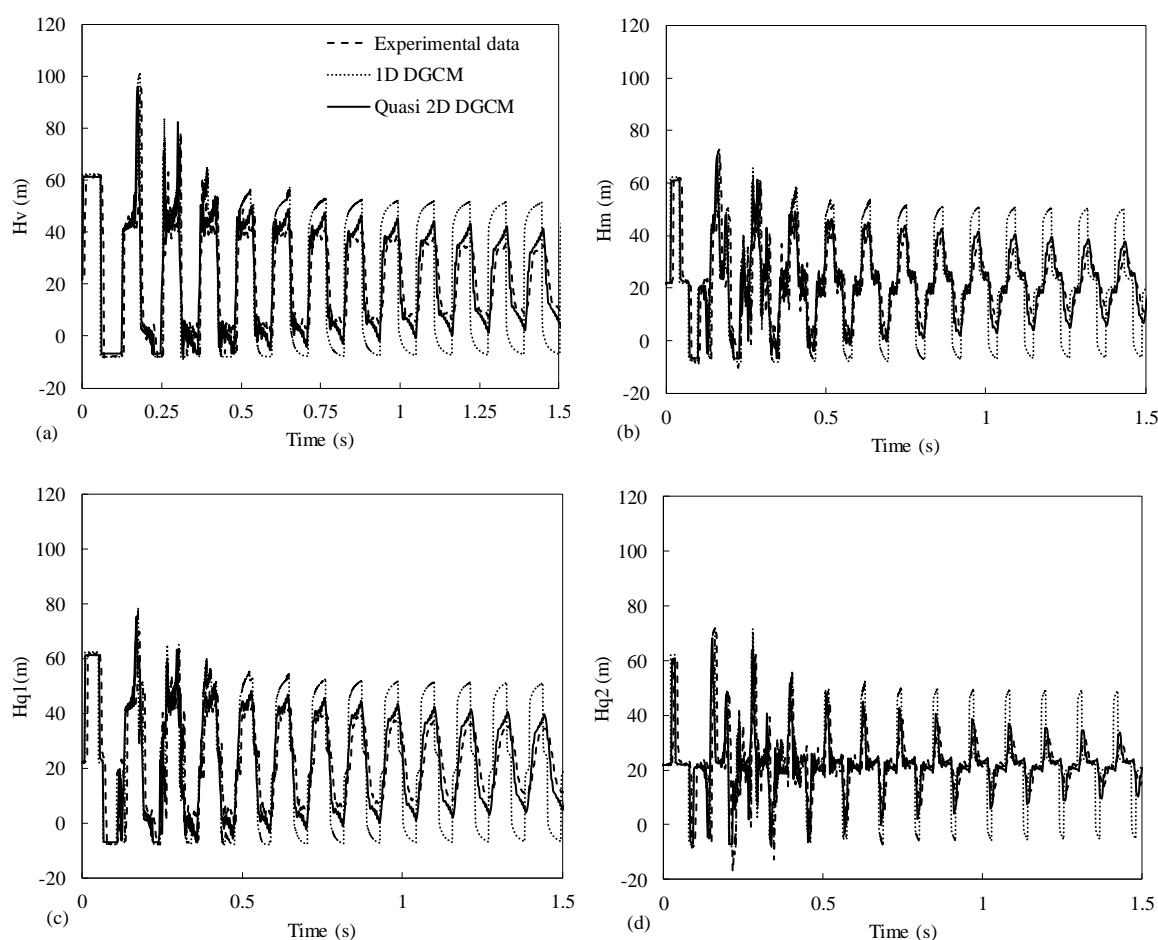 120
100
80
60
40
20
0
-20
Hv (m)
Experimental data
1D DGCM
Quasi 2D DGCM
0 0.25 0.5 0.75 1 1.25 1.5
Time (s)
(a)
120
100
80
60
40
20
0
-20
Hm (m)
0 0.5 1 1.5
Time (s)
(b)
120
100
80
60
40
20
0
-20
Hq1(m)
0 0.5 1 1.5
Time (s)
(c)
120
100
80
60
40
20
0
-20
Hq2 (m)
0 0.5 1 1.5
Time (s)
(d)